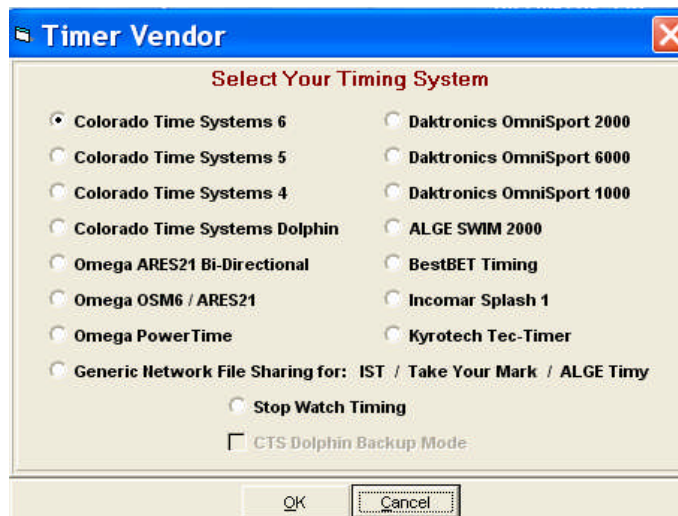 Timer Vendor
Select Your Timing System
Colorado Time Systems 6
Daktronics OmniSport 2000
Colorado Time Systems 5
Daktronics OmniSport 6000
Colorado Time Systems 4
Daktronics OmniSport 1000
Colorado Time Systems Dolphin
ALGE SWIM 2000
Omega ARES21 Bi-Directional
BestBET Timing
Omega OSM6 / ARES21
Incomar Splash 1
Omega PowerTime
Kyrotech Tec-Timer
Generic Network File Sharing for: IST / Take Your Mark / ALGE Timy
Stop Watch Timing
CTS Dolphin Backup Mode
OK
Cancel